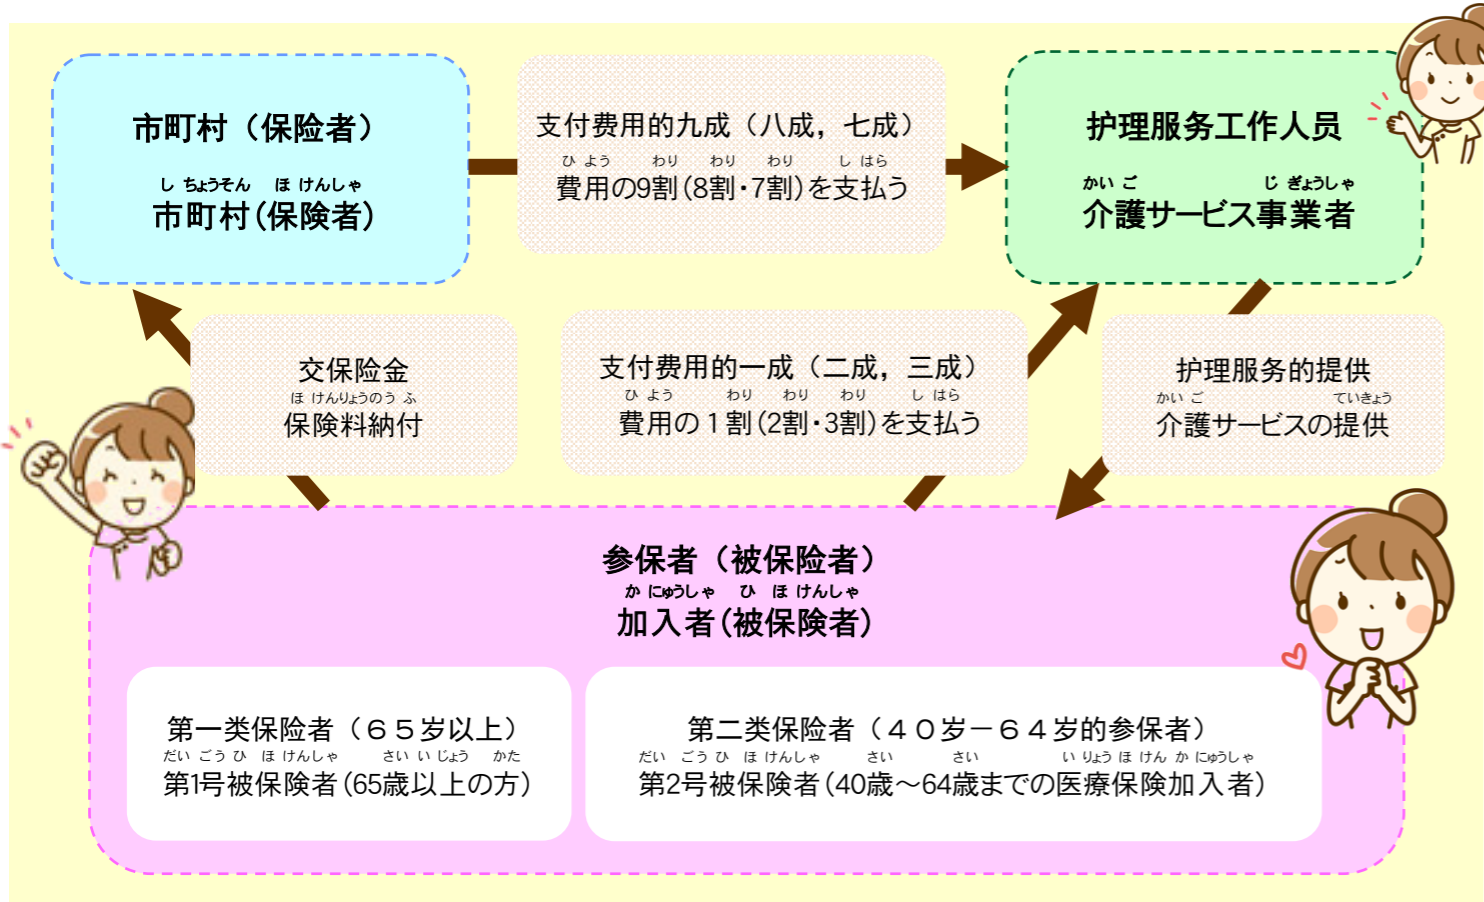 市町村（保险者）
し ちょうそん ほ けんしゃ
市町村(保険者)
支付费用的九成（八成，七成）
ひ よう わり わり わり し はら
費用の9割(8割・7割)を支払う
护理服务工作人员
かい ご じ ぎょうしゃ
介護サービス事業者
交保险金
ほ けんりょうのう ふ
保険料納付
支付费用的一成（二成，三成）
ひ よう わり わり わり し はら
費用の１割(2割・3割)を支払う
护理服务的提供
かい ご ていきょう
介護サービスの提供
参保者（被保险者）
か にゅうしゃ ひ ほ けんしゃ
加入者(被保険者)
第一类保险者（６５岁以上）
だい ごう ひ ほ けんしゃ さい い じょう かた
第1号被保険者(65歳以上の方)
第二类保险者（４０岁－６４岁的参保者）
だい ごう ひ ほ けんしゃ さい さい い りょう ほ けん か にゅうしゃ
第2号被保険者(40歳～64歳までの医療保険加入者)